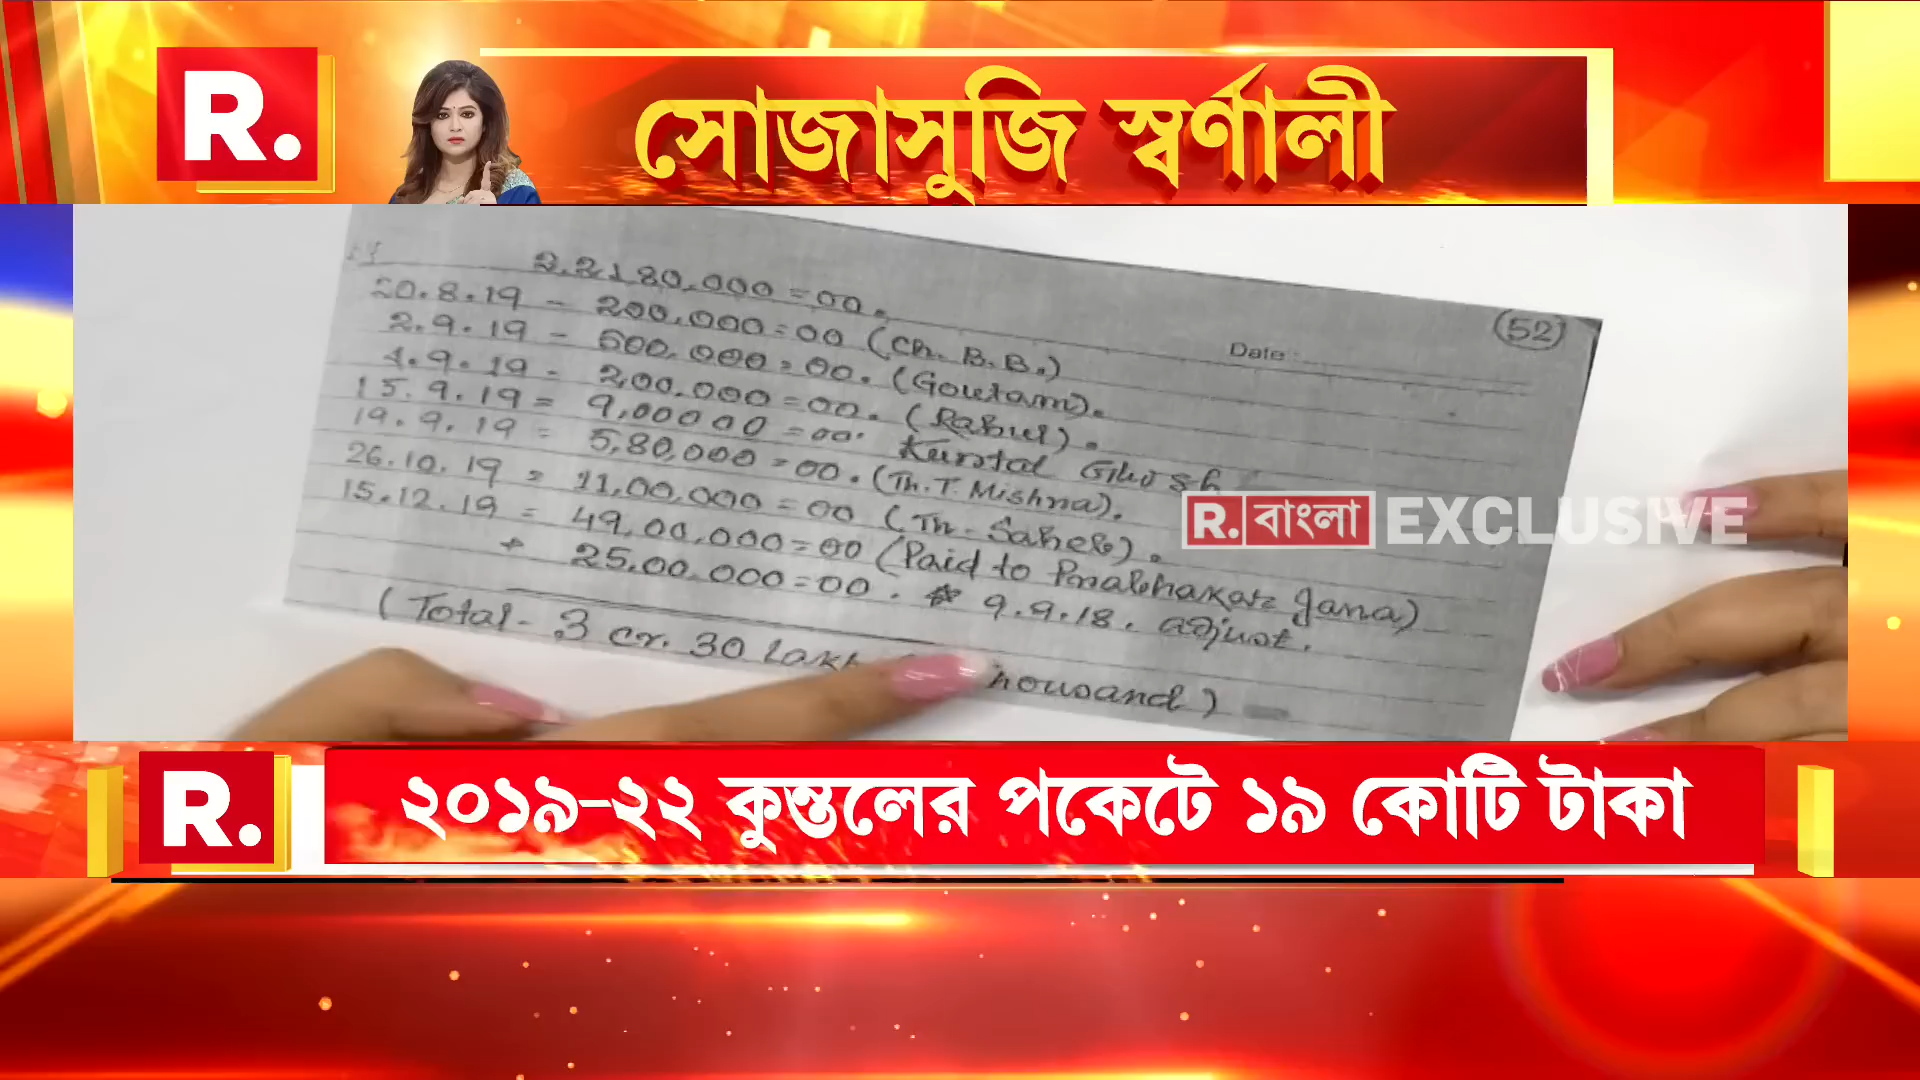 R.
সোজাসুজি স্বর্ণালী
2.2180,000=00.
(52)
Date :
20.8.19 - 200,000=00 (Ch. B.B.)
2.9.19 - 500,000=00. (Goutam).
4.9.19 - 2,00,000=00. (Rahul).
15.9.19 = 9,00000=00. Kuntal Ghosh
19.9.19 = 5,80,000=00. (Th. T. Mishra).
26.10.19 = 11,00,000=00 (Th. Saheb).
15.12.19 = 49,00,000=00 (Paid to Prabhakar Jana)
+ 25,00,000=00. * 9.9.18. adjust.
(Total - 3 cr. 30 Lakh housand)
R. বাংলা EXCLUSIVE
R.
২০১৯-২২ কুন্তলের পকেটে ১৯ কোটি টাকা